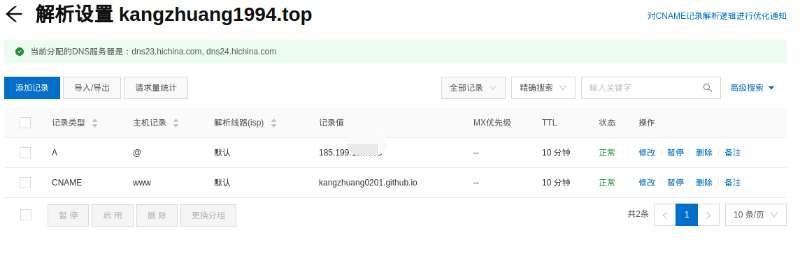 解析设置 kangzhuang1994.top
对CNAME记录解析逻辑进行优化通知
当前分配的DNS服务器是：dns23.hichina.com, dns24.hichina.com
添加记录 导入/导出 请求量统计 全部记录 精确搜索 输入关键字 高级搜索
记录类型 主机记录 解析线路(isp) 记录值 MX优先级 TTL 状态 操作
A @ 默认 185.199. -- 10 分钟 正常 修改 暂停 删除 备注
CNAME www 默认 kangzhuang0201.github.io -- 10 分钟 正常 修改 暂停 删除 备注
暂 停 启 用 删 除 更换分组 共2条 1 10 条/页